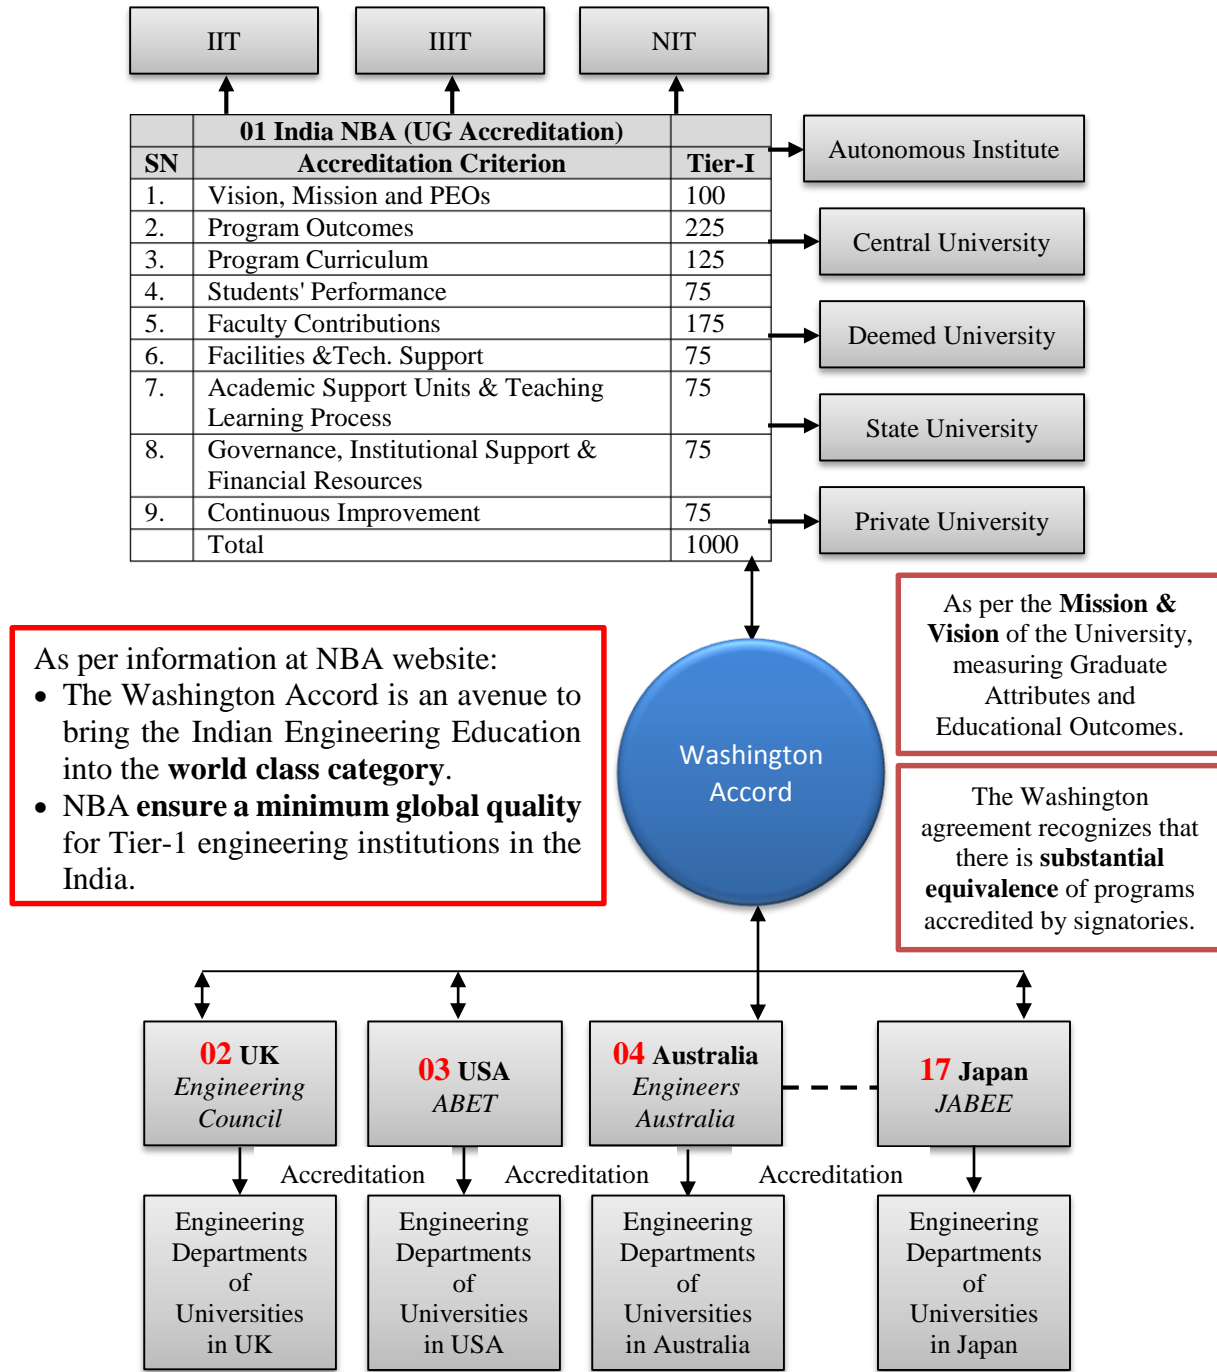 IIT
IIIT
NIT
01 India NBA (UG Accreditation)
SN Accreditation Criterion Tier-I
1. Vision, Mission and PEOs 100
2. Program Outcomes 225
3. Program Curriculum 125
4. Students' Performance 75
5. Faculty Contributions 175
6. Facilities &Tech. Support 75
7. Academic Support Units & Teaching 75
Learning Process
8. Governance, Institutional Support & 75
Financial Resources
9. Continuous Improvement 75
Total 1000
Autonomous Institute
Central University
Deemed University
State University
Private University
As per information at NBA website:
• The Washington Accord is an avenue to
bring the Indian Engineering Education
into the world class category.
• NBA ensure a minimum global quality
for Tier-1 engineering institutions in the
India.
Washington
Accord
As per the Mission &
Vision of the University,
measuring Graduate
Attributes and
Educational Outcomes.
The Washington
agreement recognizes that
there is substantial
equivalence of programs
accredited by signatories.
02 UK
Engineering
Council
03 USA
ABET
04 Australia
Engineers
Australia
17 Japan
JABEE
Accreditation
Accreditation
Accreditation
Engineering
Departments
of
Universities
in UK
Engineering
Departments
of
Universities
in USA
Engineering
Departments
of
Universities
in Australia
Engineering
Departments
of
Universities
in Japan